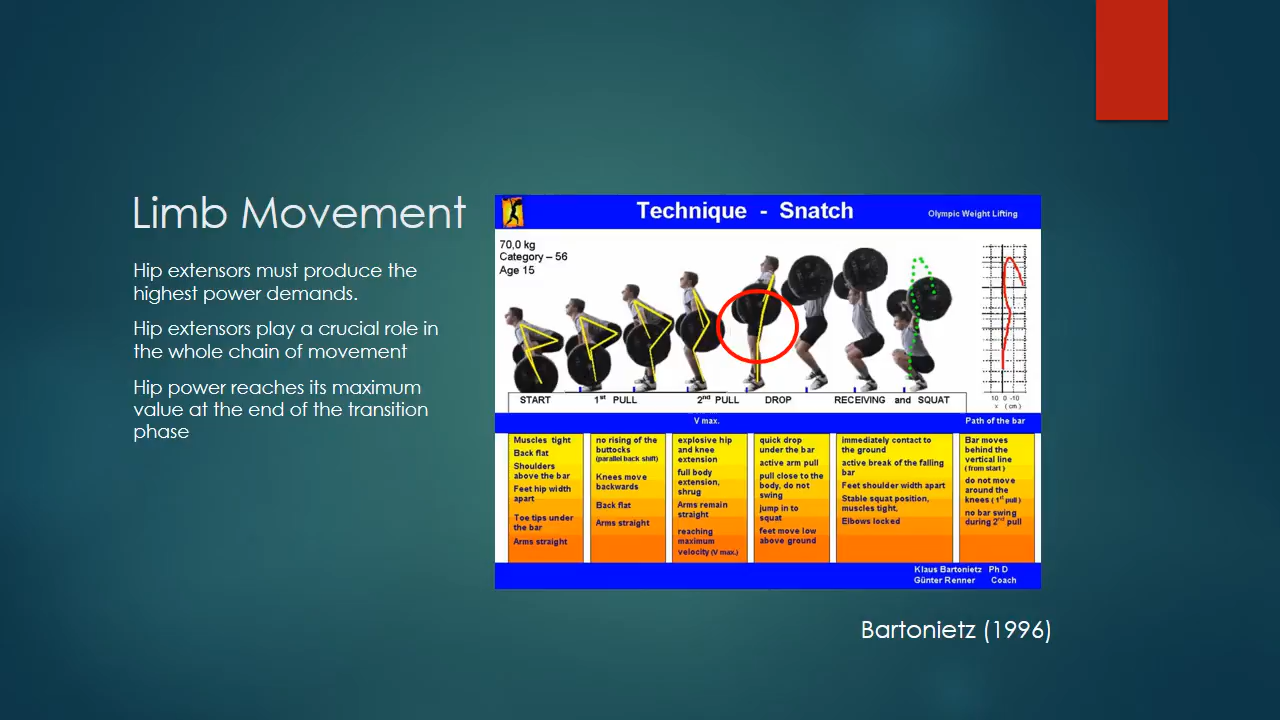 Limb Movement
Hip extensors must produce the
highest power demands.
Hip extensors play a crucial role in
the whole chain of movement
Hip power reaches its maximum
value at the end of the transition
phase
Technique - Snatch
Olympic Weight Lifting
70,0 kg
Category – 56
Age 15
10 0 -10
x (cm)
START
1st PULL
2nd PULL
DROP
RECEIVING and SQUAT
V max.
Path of the bar
Muscles tight
Back flat
Shoulders
above the bar
Feet hip width
apart
Toe tips under
the bar
Arms straight
no rising of the
buttocks
(parallel back shift)
Knees move
backwards
Back flat
Arms straight
explosive hip
and knee
extension
full body
extension,
shrug
Arms remain
straight
reaching
maximum
velocity (V max.)
quick drop
under the bar
active arm pull
pull close to the
body, do not
swing
jump in to
squat
feet move low
above ground
immediately contact to
the ground
active break of the falling
bar
Feet shoulder width apart
Stable squat position,
muscles tight,
Elbows locked
Bar moves
behind the
vertical line
(from start)
do not move
around the
knees (1st pull)
no bar swing
during 2nd pull
Klaus Bartonietz Ph D
Günter Renner Coach
Bartonietz (1996)